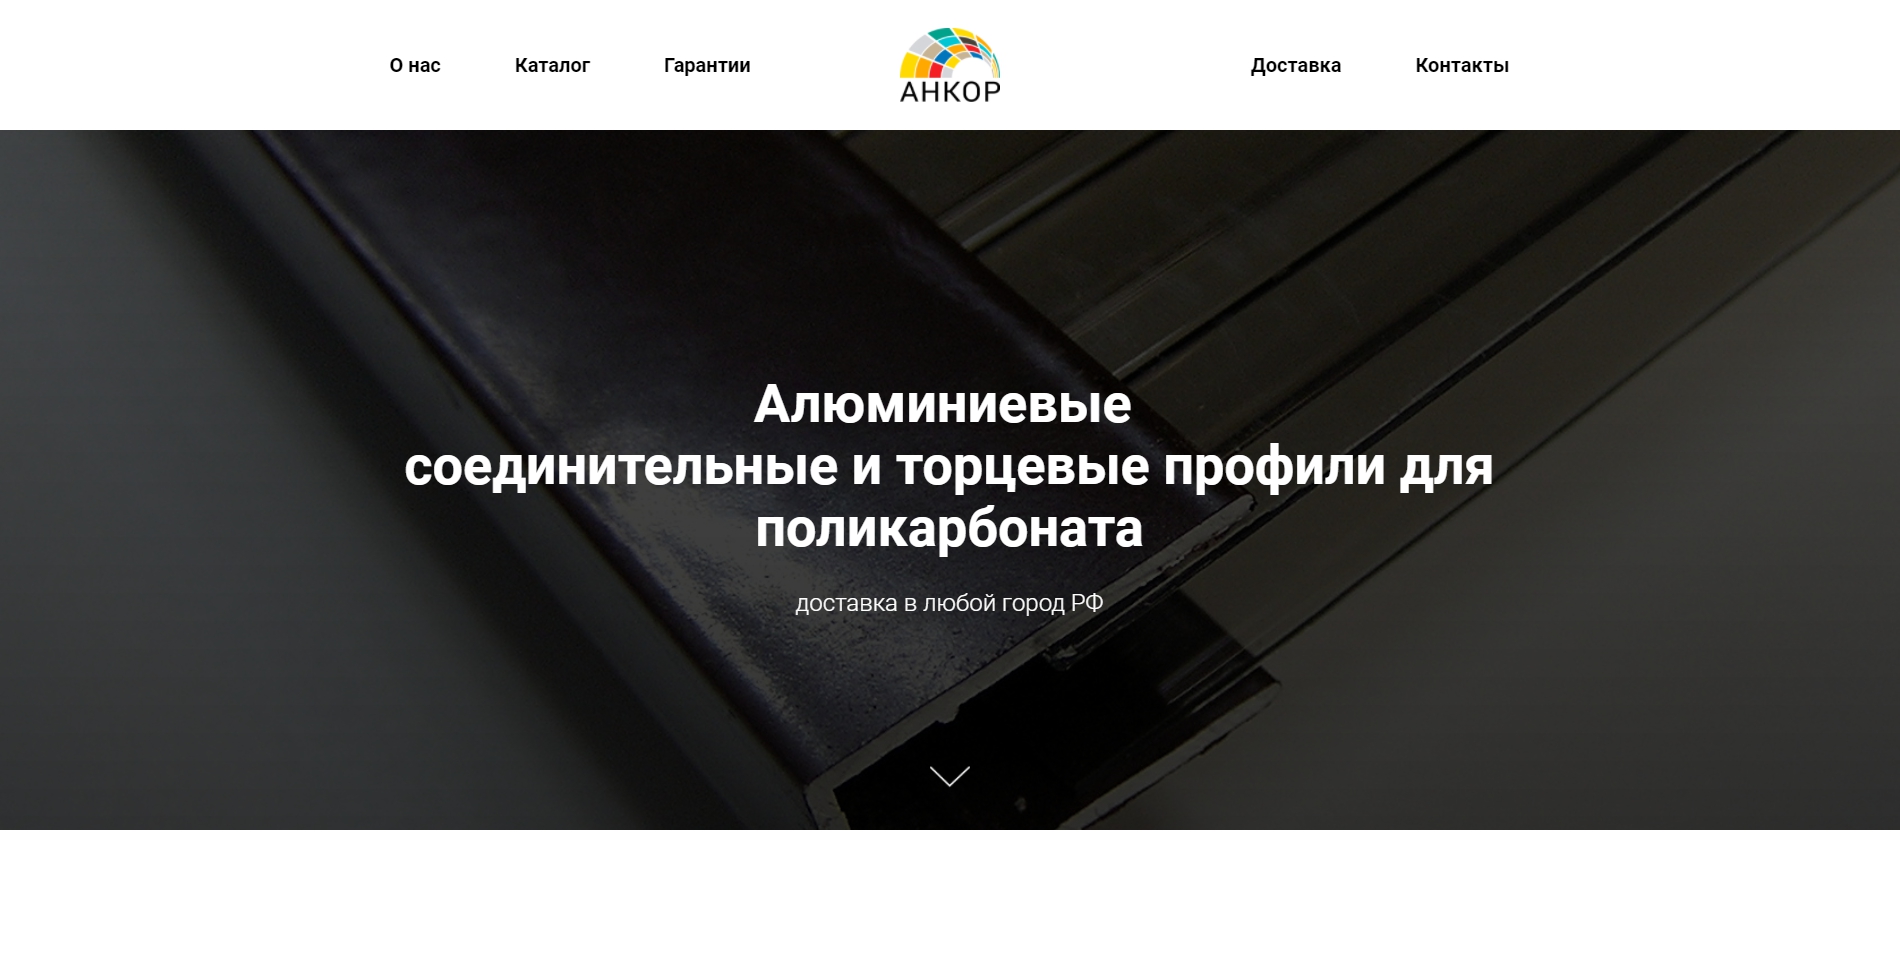 О нас
Каталог
Гарантии
АНКОР
Доставка
Контакты
Алюминиевые
соединительные и торцевые профили для
поликарбоната
доставка в любой город РФ